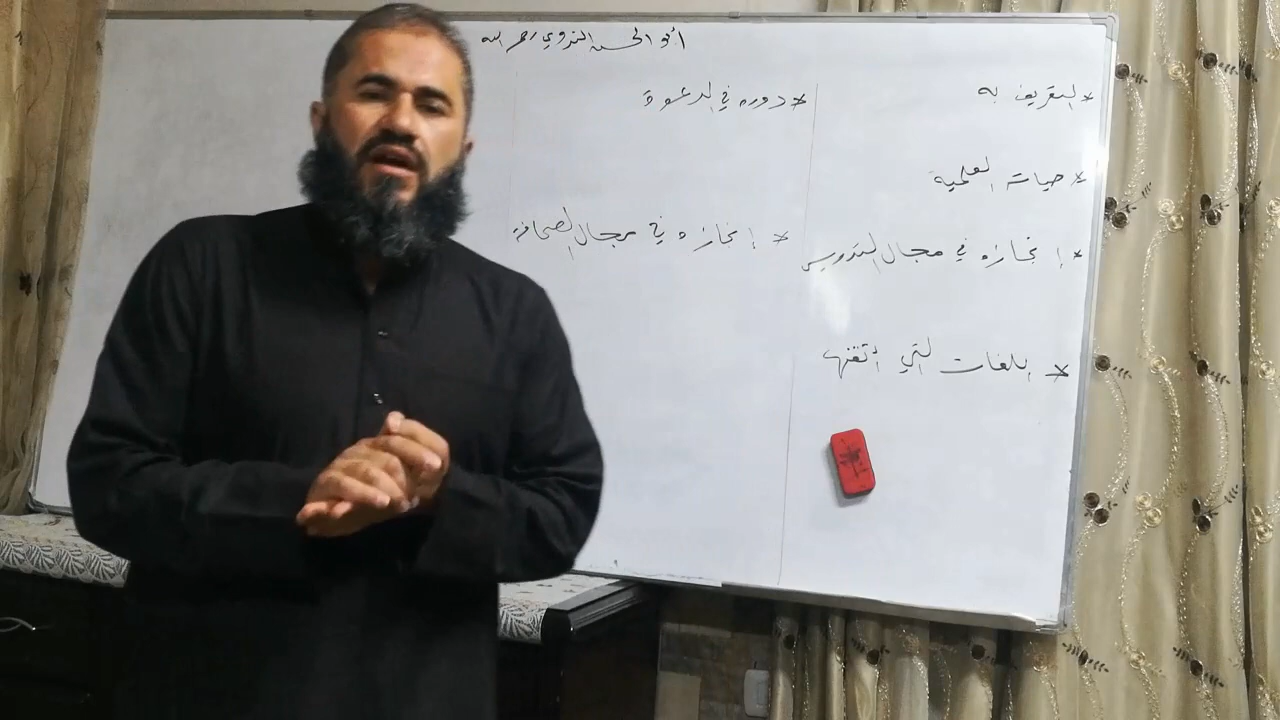 أبو الحسن الندوي رحمه الله
* التعريف به
* حياته العلمية
* إنجازاته في مجال التدريس
* اللغات التي أتقنها
* دوره في الدعوة
* إنجازاته في مجال الصحافة